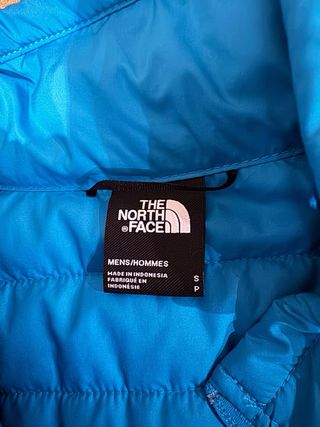 THE
NORTH
®FACE
MENS/HOMMES
MADE IN INDONESIA
FABRIQUÉ EN
INDONÉSIE
S
P